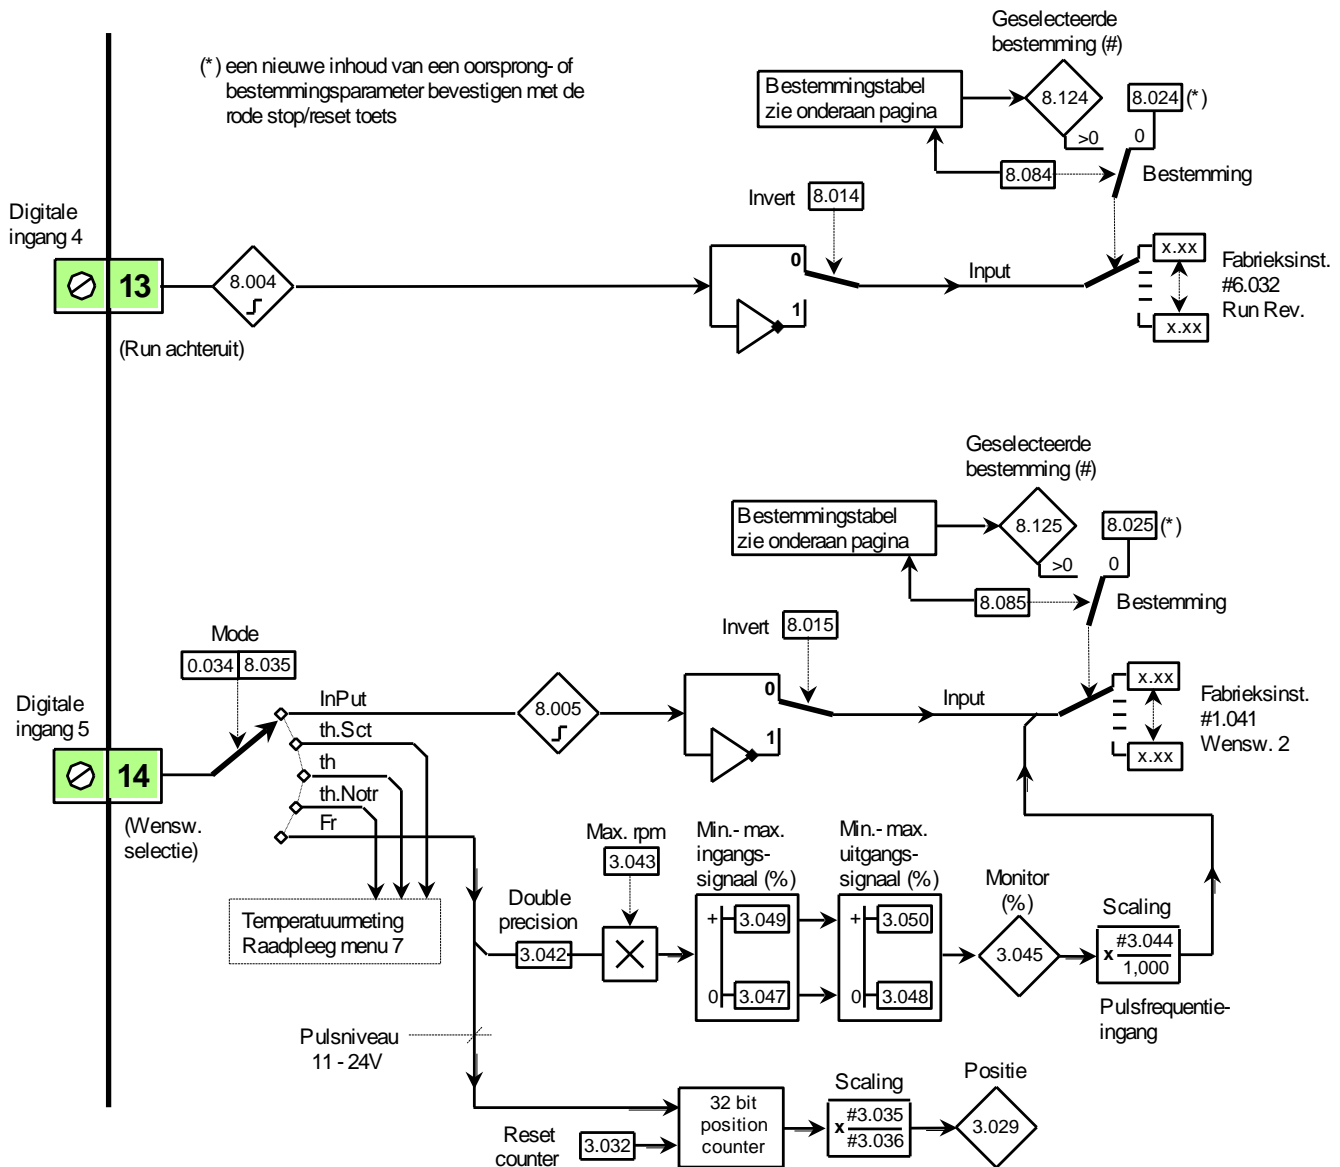 (*) een nieuwe inhoud van een oorsprong- of
bestemmingsparameter bevestigen met de
rode stop/reset toets
Geselecteerde
bestemming (#)
Bestemmingstabel
zie onderaan pagina
8.124
>0
0
8.024
(*)
8.084
Bestemming
Invert
8.014
Digitale
ingang 4
13
8.004
(Run achteruit)
0
1
Input
x.xx
x.xx
Fabrieksinst.
#6.032
Run Rev.
Geselecteerde
bestemming (#)
Bestemmingstabel
zie onderaan pagina
8.125
>0
0
8.025
(*)
8.085
Bestemming
Invert
8.015
Mode
0.034
8.035
Digitale
ingang 5
14
(Wensw.
selectie)
InPut
th.Sct
th
th.Notr
Fr
8.005
0
1
Input
x.xx
x.xx
Fabrieksinst.
#1.041
Wensw. 2
Temperatuurmeting
Raadpleeg menu 7
Double
precision
3.042
Max. rpm
3.043
Min.- max.
ingangs-
signaal (%)
+
3.049
0
3.047
Min.- max.
uitgangs-
signaal (%)
+
3.050
0
3.048
Monitor
(%)
3.045
Scaling
x #3.044
1,000
Pulsfrequentie-
ingang
Pulsniveau
11 - 24V
Reset
counter
3.032
32 bit
position
counter
Scaling
x #3.035
#3.036
Positie
3.029